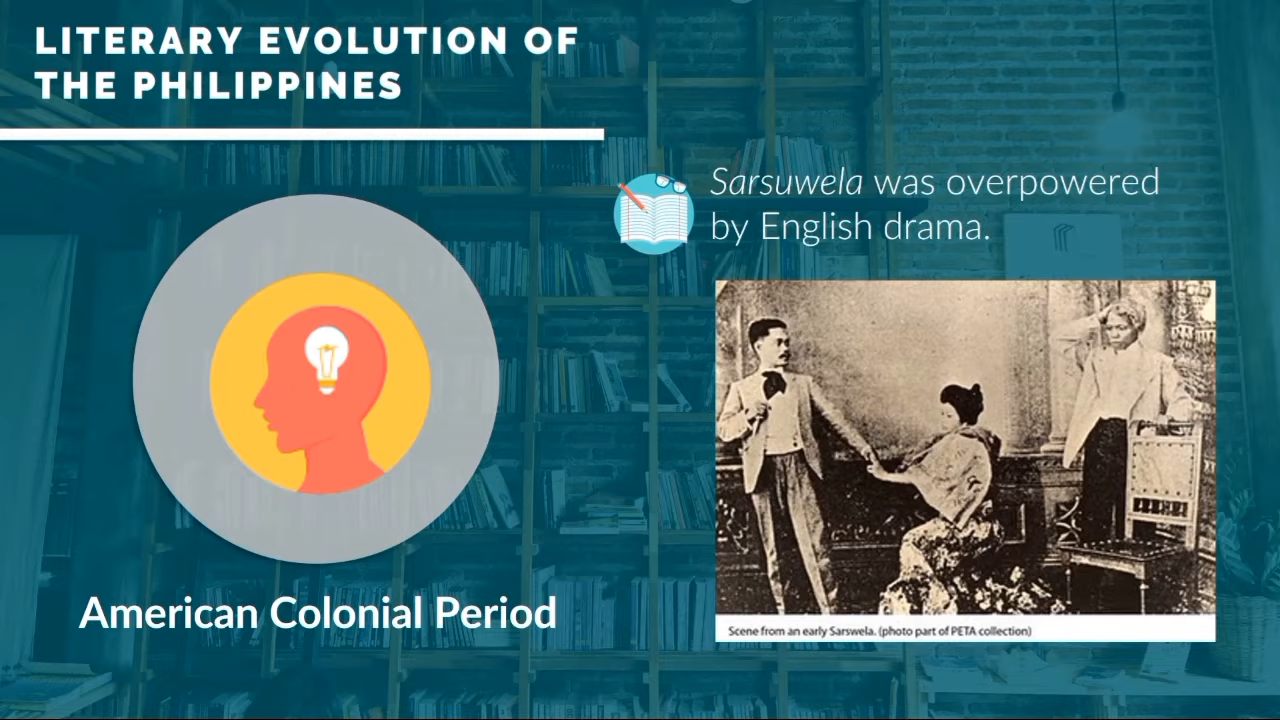 LITERARY EVOLUTION OF
THE PHILIPPINES
Sarsuwela was overpowered
by English drama.
American Colonial Period
Scene from an early Sarswela. (photo part of PETA collection)